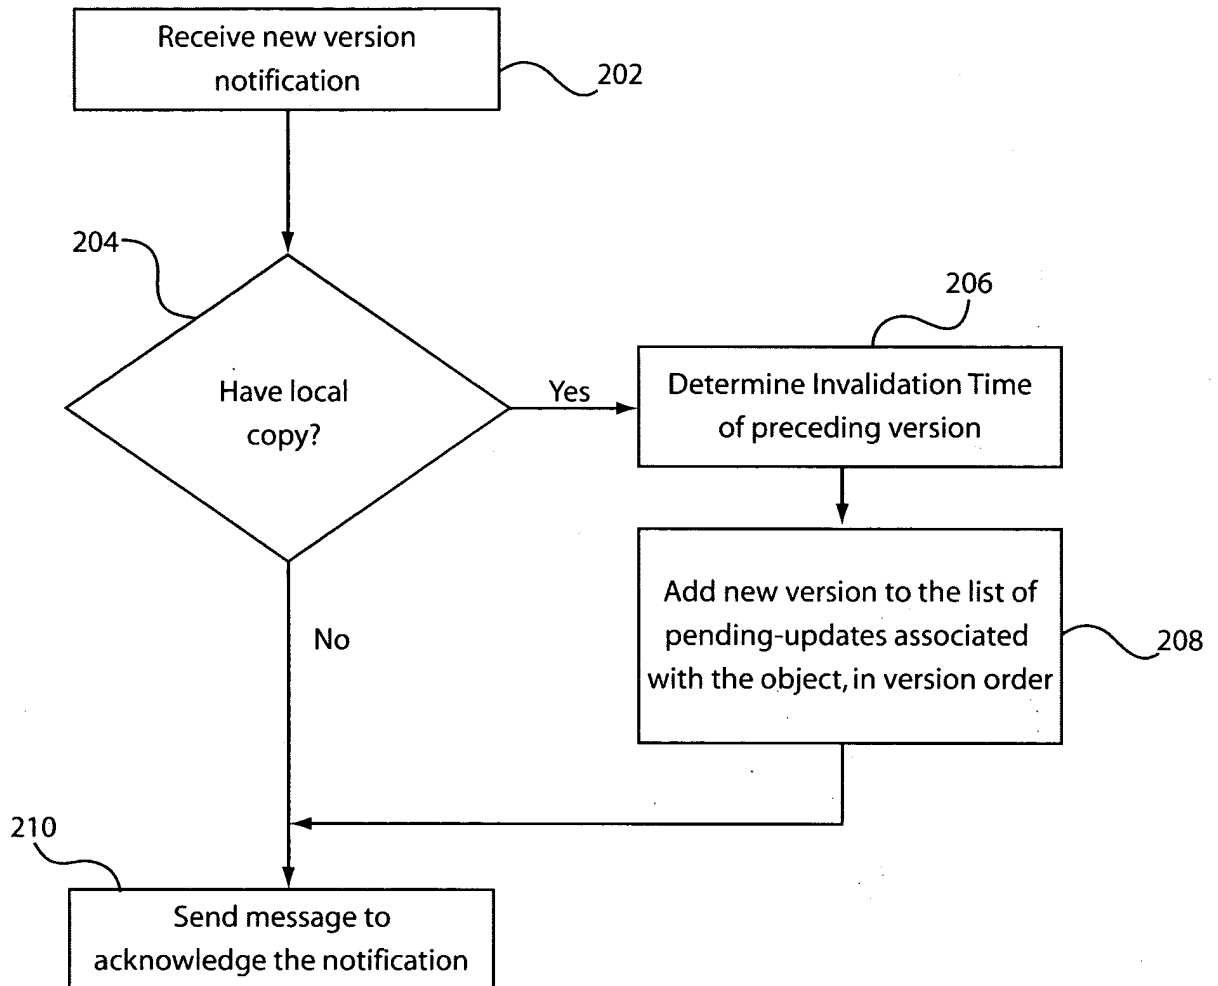 Receive new version
notification
202
204
Have local
copy?
Yes
206
Determine Invalidation Time
of preceding version
Add new version to the list of
pending-updates associated
with the object, in version order
208
No
210
Send message to
acknowledge the notification